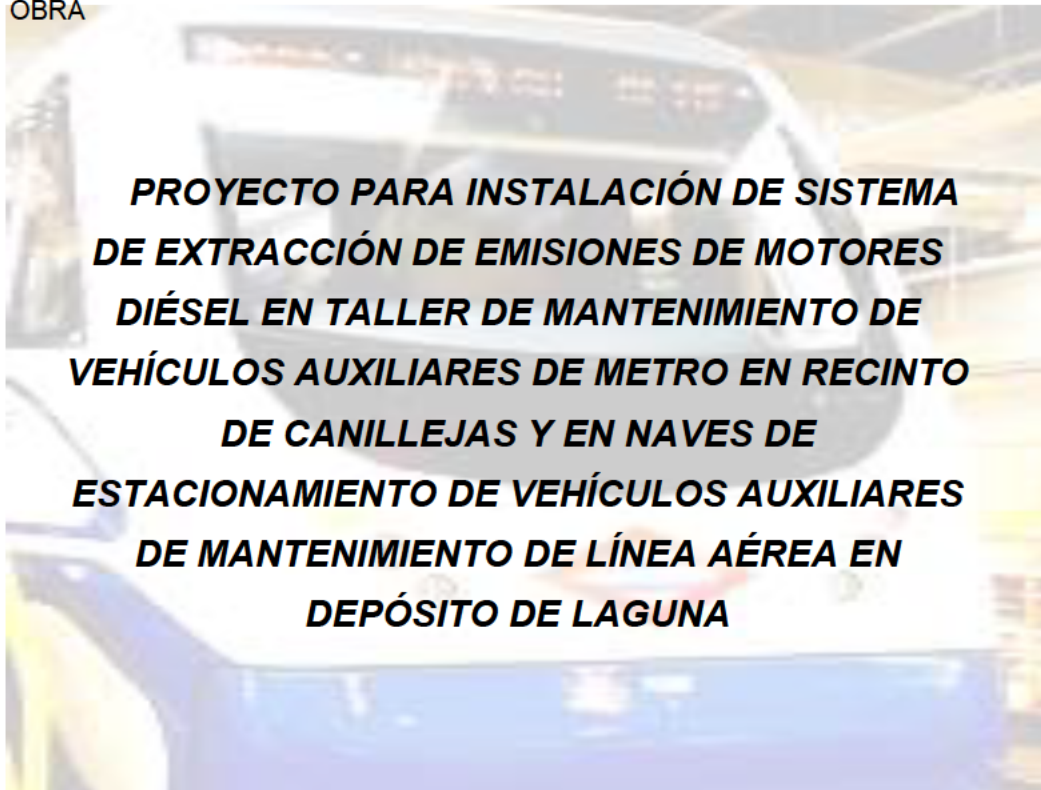 OBRA
PROYECTO PARA INSTALACIÓN DE SISTEMA
DE EXTRACCIÓN DE EMISIONES DE MOTORES
DIÉSEL EN TALLER DE MANTENIMIENTO DE
VEHÍCULOS AUXILIARES DE METRO EN RECINTO
DE CANILLEJAS Y EN NAVES DE
ESTACIONAMIENTO DE VEHÍCULOS AUXILIARES
DE MANTENIMIENTO DE LÍNEA AÉREA EN
DEPÓSITO DE LAGUNA